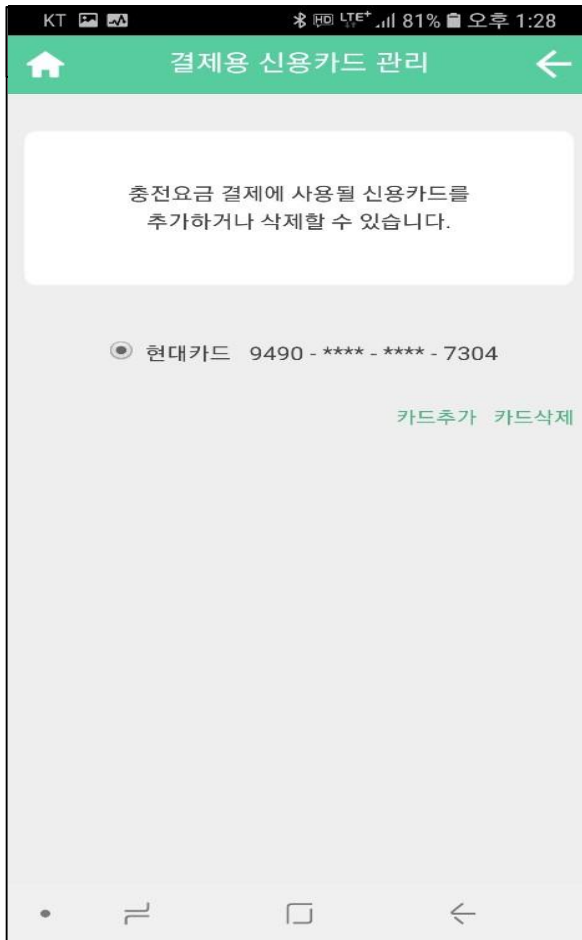 KT HD LTE+ 81% 오후 1:28
결제용 신용카드 관리
충전요금 결제에 사용될 신용카드를
추가하거나 삭제할 수 있습니다.
현대카드 9490 - **** - **** - 7304
카드추가 카드삭제